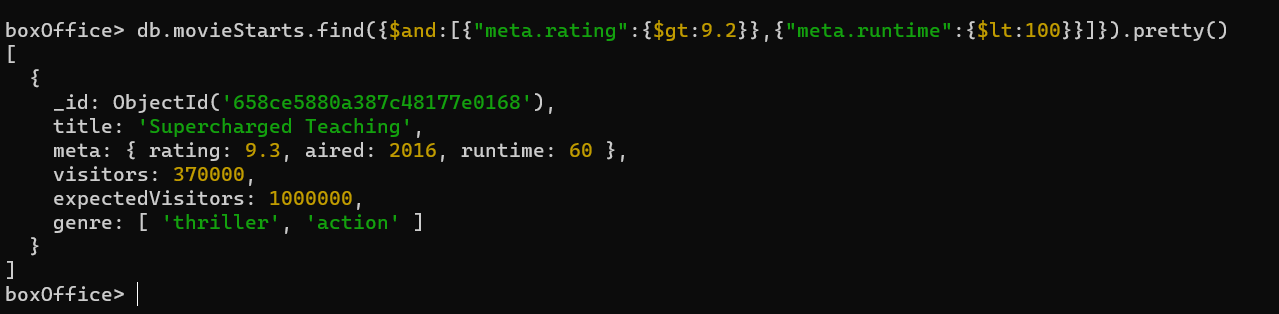 boxOffice> db.movieStarts.find({$and:[{"meta.rating":{$gt:9.2}},{"meta.runtime":{$lt:100}}]}).pretty()
[
  {
    _id: ObjectId('658ce5880a387c48177e0168'),
    title: 'Supercharged Teaching',
    meta: { rating: 9.3, aired: 2016, runtime: 60 },
    visitors: 370000,
    expectedVisitors: 1000000,
    genre: [ 'thriller', 'action' ]
  }
]
boxOffice>